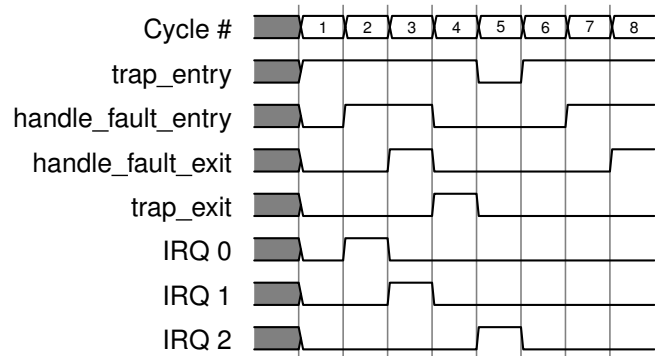 Cycle # 1 2 3 4 5 6 7 8
trap_entry
handle_fault_entry
handle_fault_exit
trap_exit
IRQ 0
IRQ 1
IRQ 2